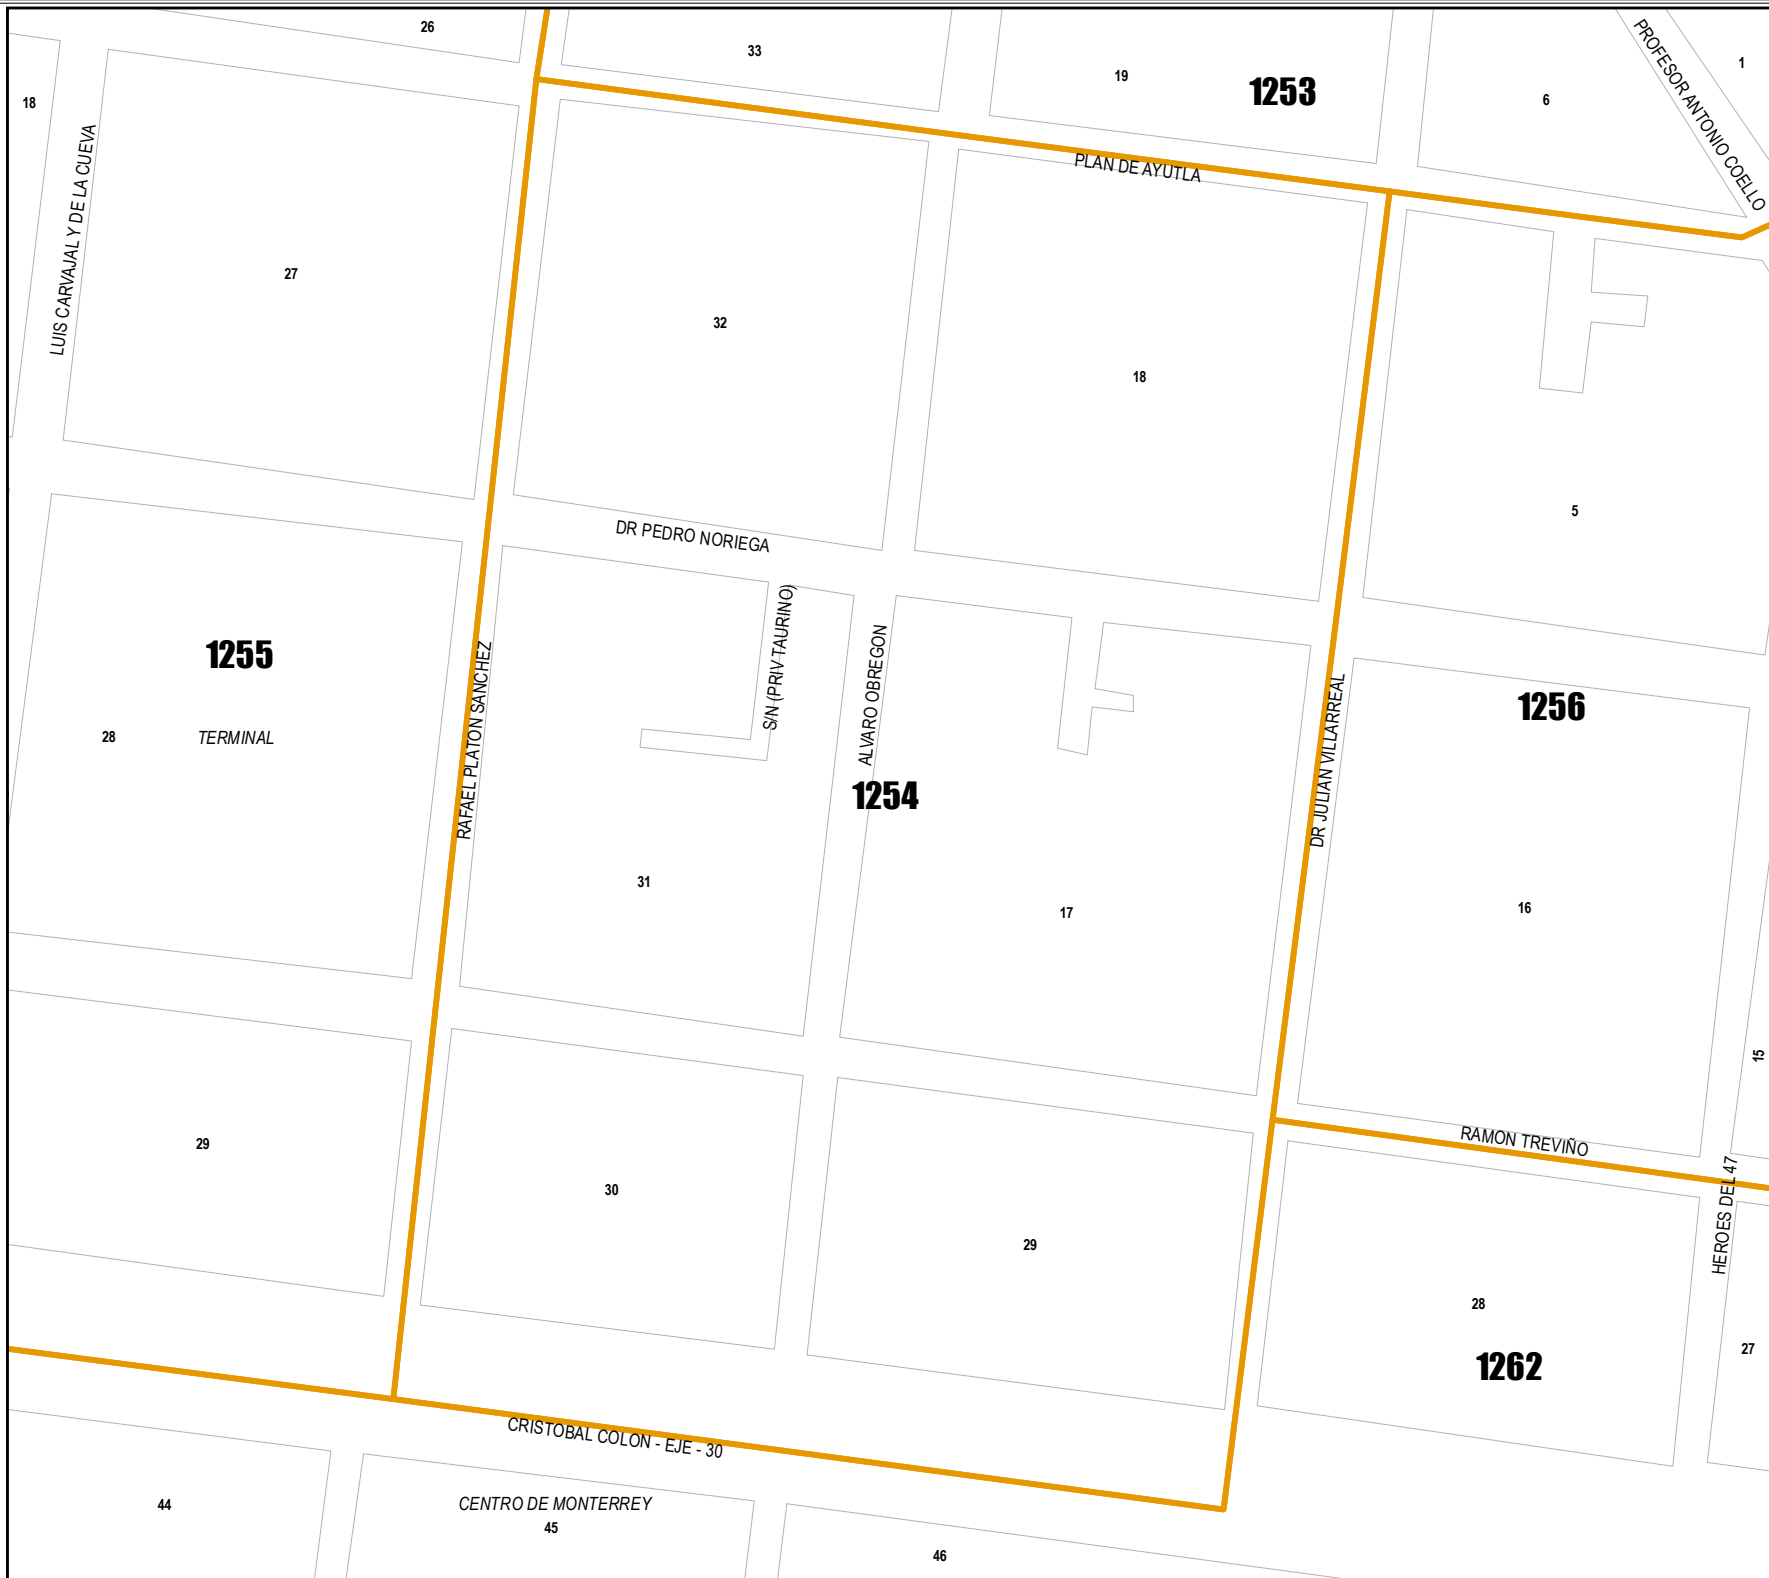 26
33
19
1253
6
PROFESOR ANTONIO COELLO
1
18
LUIS CARVAJAL Y DE LA CUEVA
PLAN DE AYUTLA
27
32
18
5
DR PEDRO NORIEGA
1255
28
TERMINAL
RAFAEL PLATON SANCHEZ
S/N (PRIV TAURINO)
ALVARO OBREGON
1254
DR JULIAN VILLARREAL
1256
31
17
16
15
29
30
29
RAMON TREVIÑO
HEROES DEL 47
28
1262
27
CRISTOBAL COLON - EJE - 30
44
CENTRO DE MONTERREY
45
46